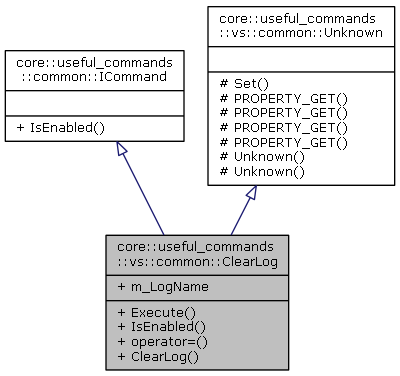 core::useful_commands
::vs::common::Unknown
# Set()
# PROPERTY_GET()
# PROPERTY_GET()
# PROPERTY_GET()
# PROPERTY_GET()
# Unknown()
# Unknown()
core::useful_commands
::common::ICommand
+ IsEnabled()
core::useful_commands
::vs::common::ClearLog
+ m_LogName
+ Execute()
+ IsEnabled()
+ operator=()
+ ClearLog()